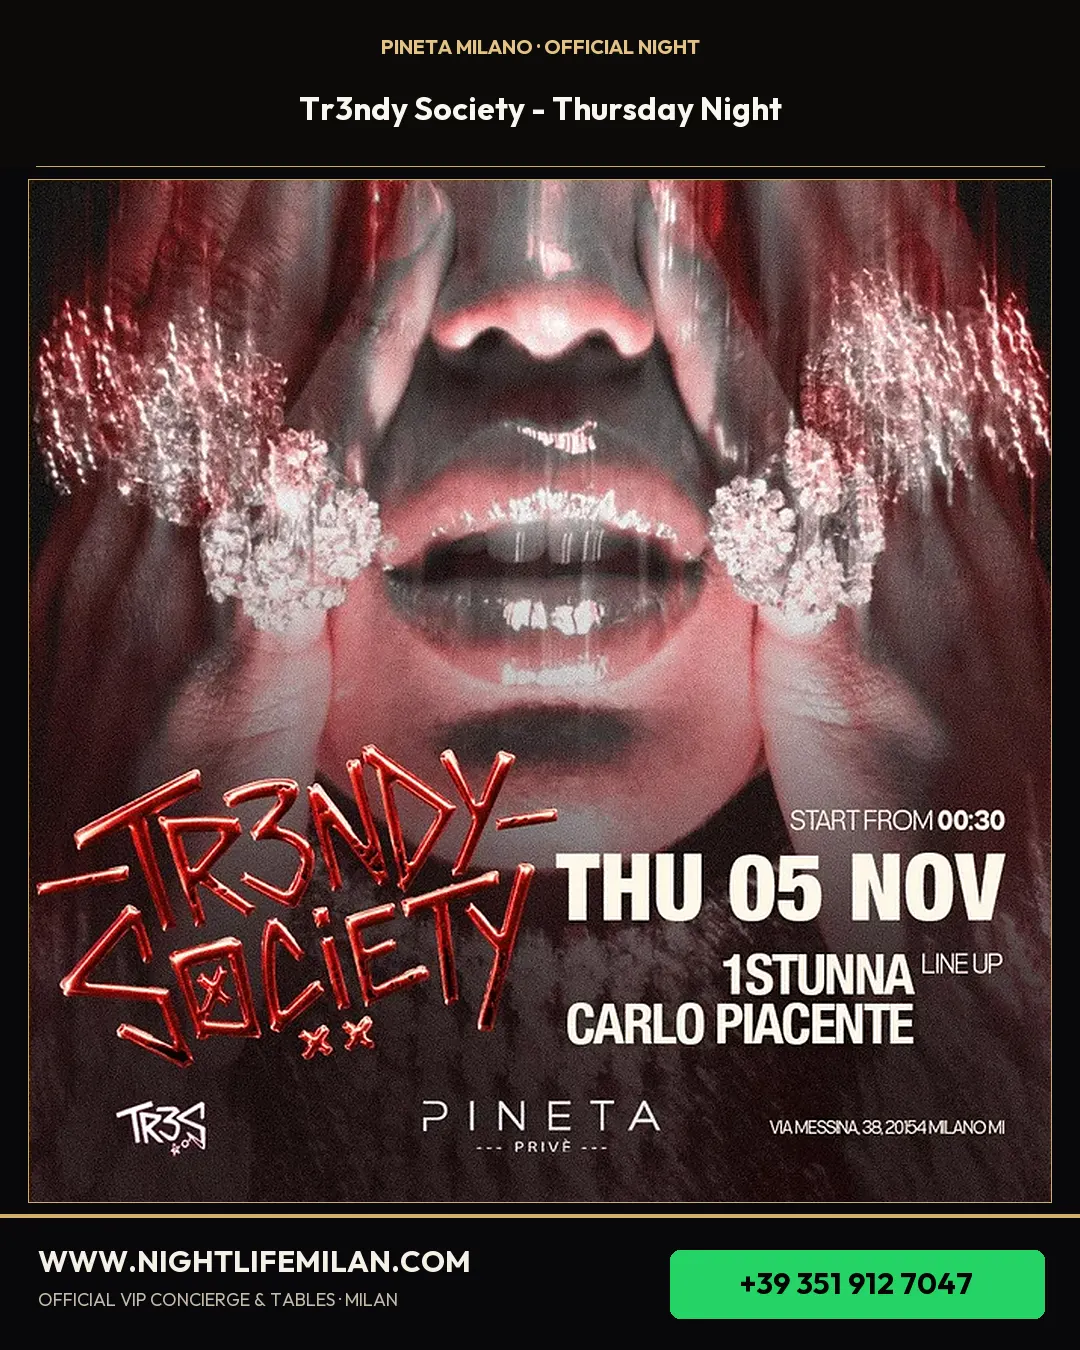 PINETA MILANO · OFFICIAL NIGHT
Tr3ndy Society - Thursday Night
TR3NDY
SOCiETY
START FROM 00:30
THU 05 NOV
1STUNNA LINE UP
CARLO PIACENTE
TR3S
PINETA
--- PRIVÈ ---
VIA MESSINA, 38, 20154 MILANO MI
WWW.NIGHTLIFEMILAN.COM
OFFICIAL VIP CONCIERGE & TABLES · MILAN
+39 351 912 7047